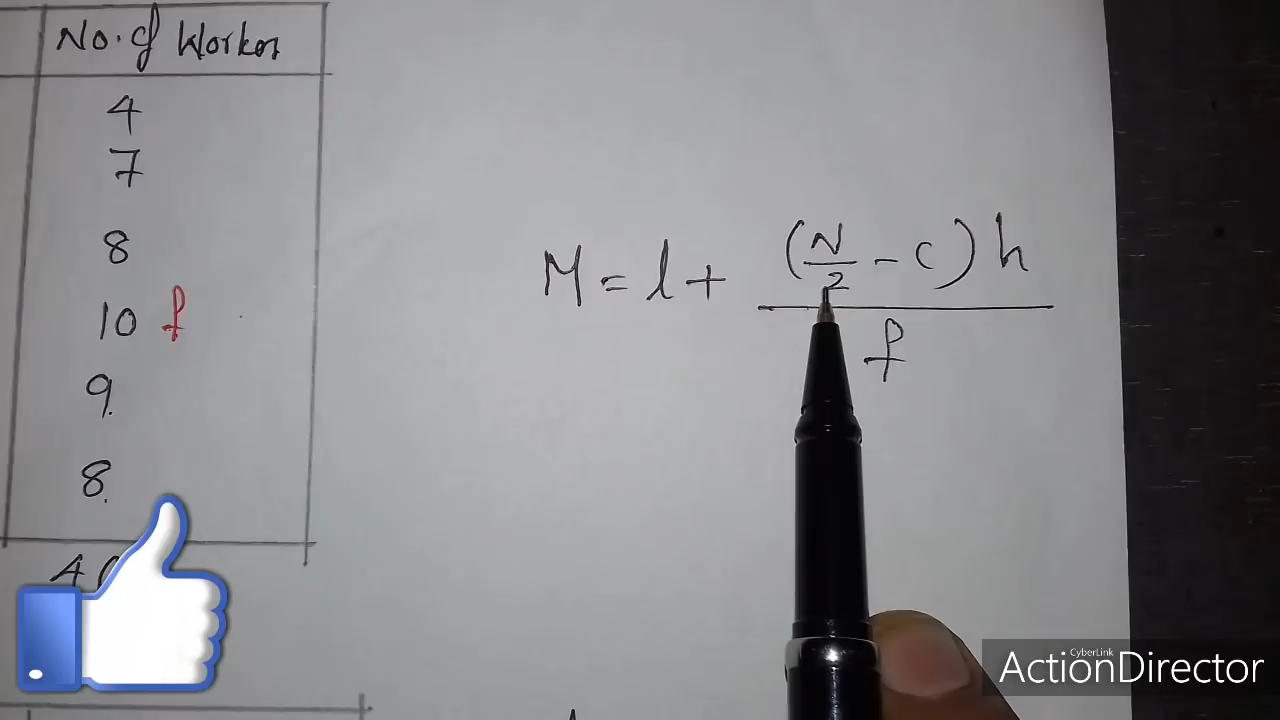 No. of Worker
4
7
8
10 f
9.
8.
M = l + (N/2 - C) h / f
CyberLink
ActionDirector